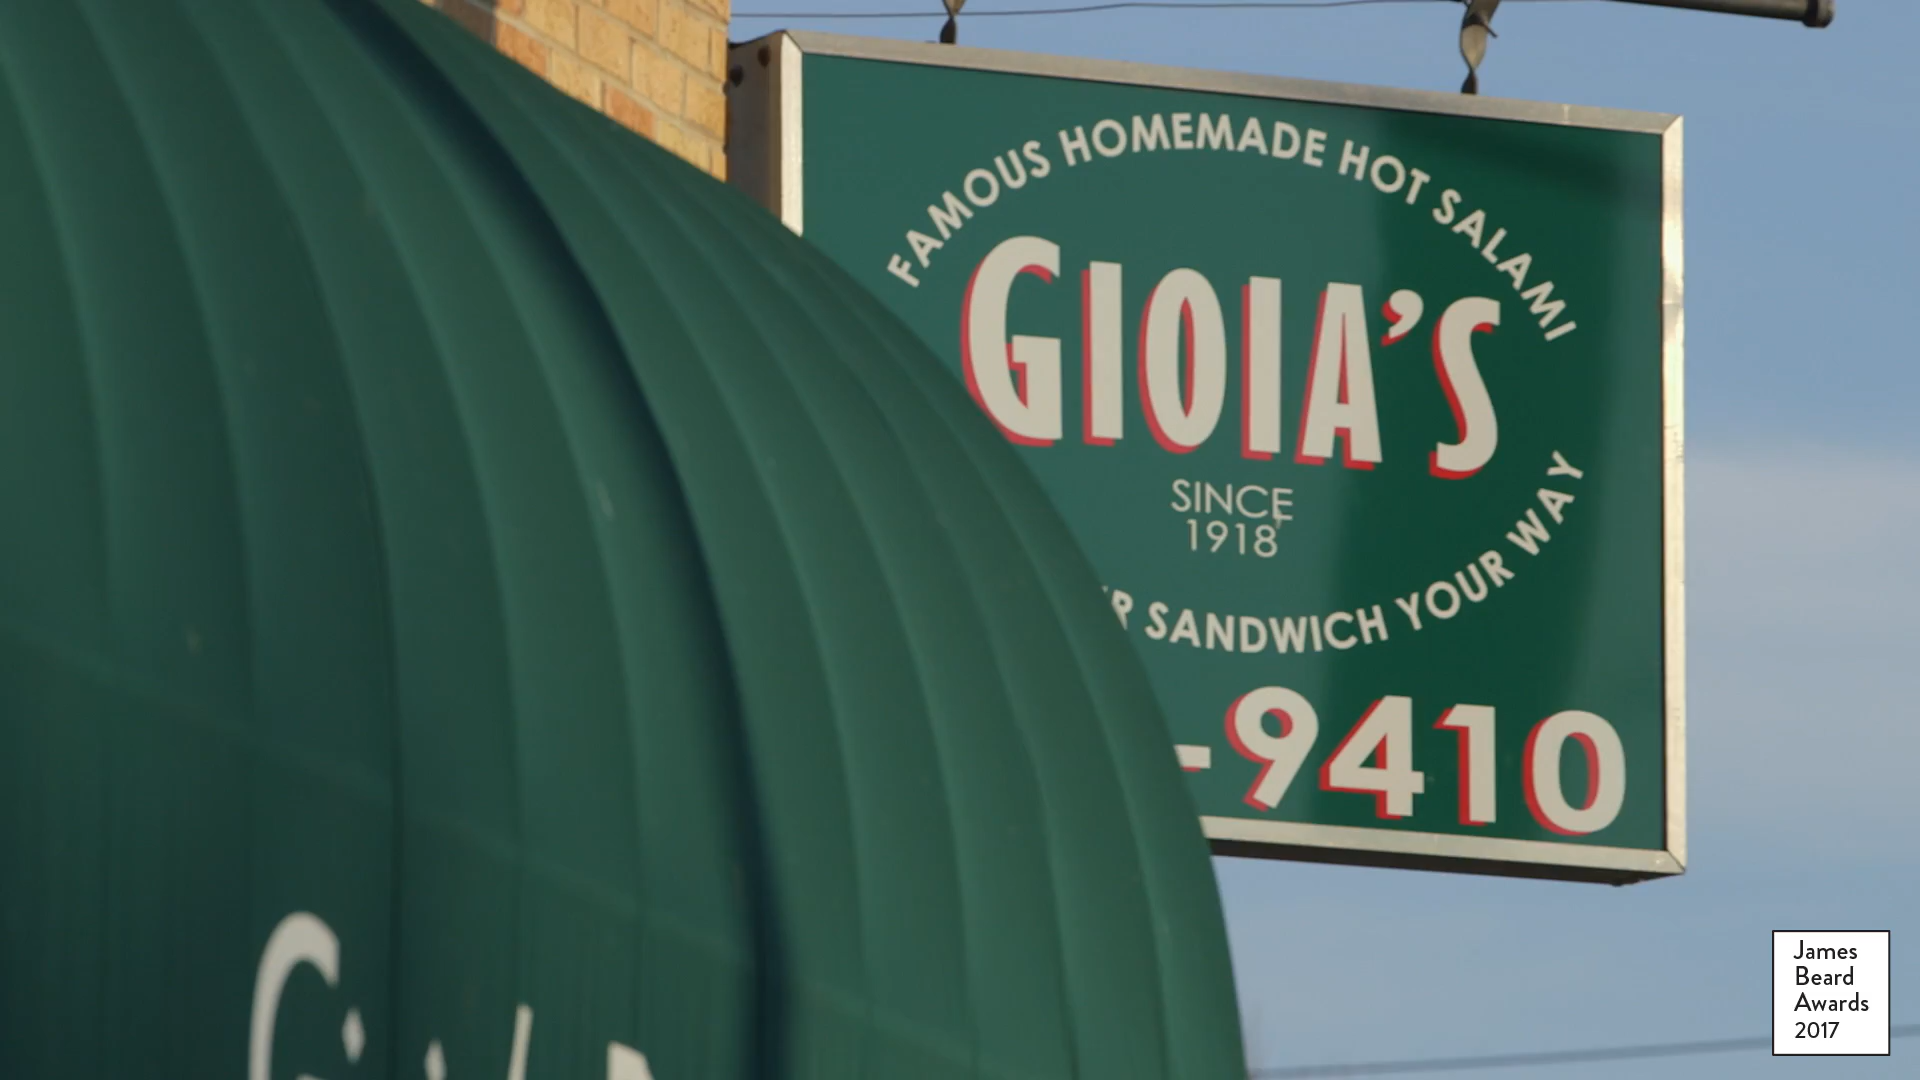 FAMOUS HOMEMADE HOT SALAMI
GIOIA'S
SINCE
1918
SANDWICH YOUR WAY
-9410
James
Beard
Awards
2017